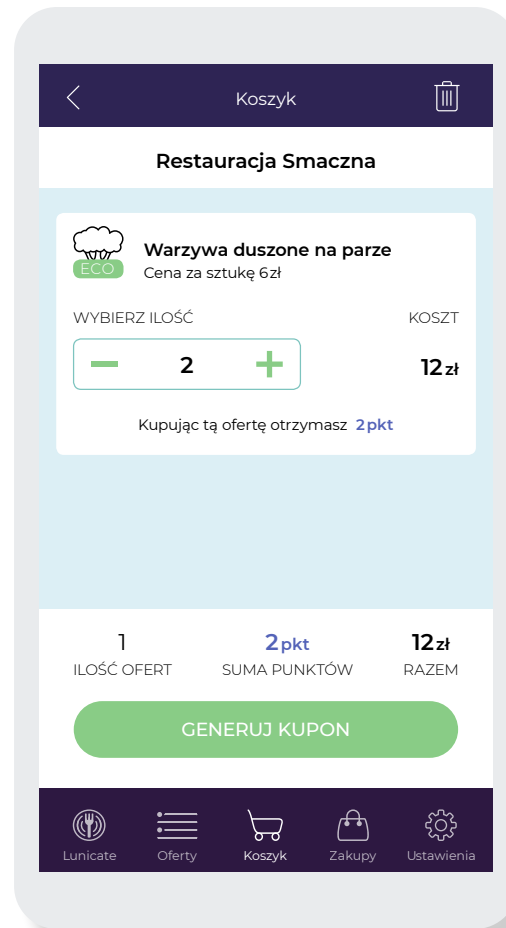 Koszyk
Restauracja Smaczna
ECO
Warzywa duszone na parze
Cena za sztukę 6zł
WYBIERZ ILOŚĆ KOSZT
2 12zł
Kupując tą ofertę otrzymasz 2pkt
1 2pkt 12zł
ILOŚĆ OFERT SUMA PUNKTÓW RAZEM
GENERUJ KUPON
Lunicate Oferty Koszyk Zakupy Ustawienia